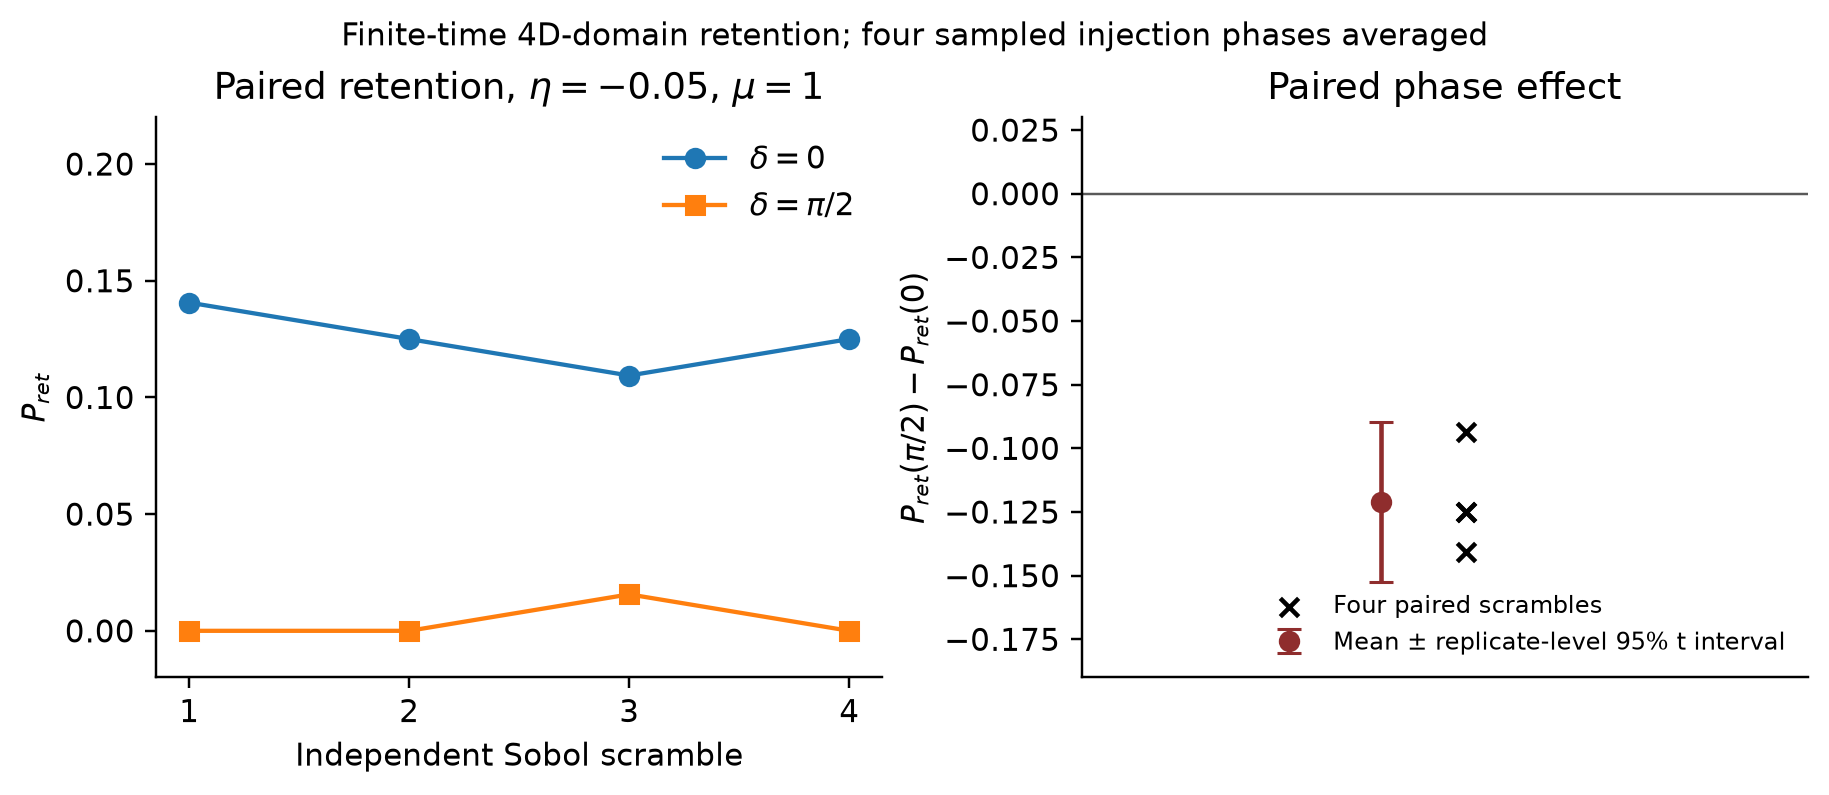 Finite-time 4D-domain retention; four sampled injection phases averaged
Paired retention, η = −0.05, μ = 1
δ = 0
δ = π/2
0.20
0.15
0.10
0.05
0.00
P_ret
1 2 3 4
Independent Sobol scramble
Paired phase effect
0.025
0.000
−0.025
−0.050
−0.075
−0.100
−0.125
−0.150
−0.175
P_ret(π/2) − P_ret(0)
Four paired scrambles
Mean ± replicate-level 95% t interval